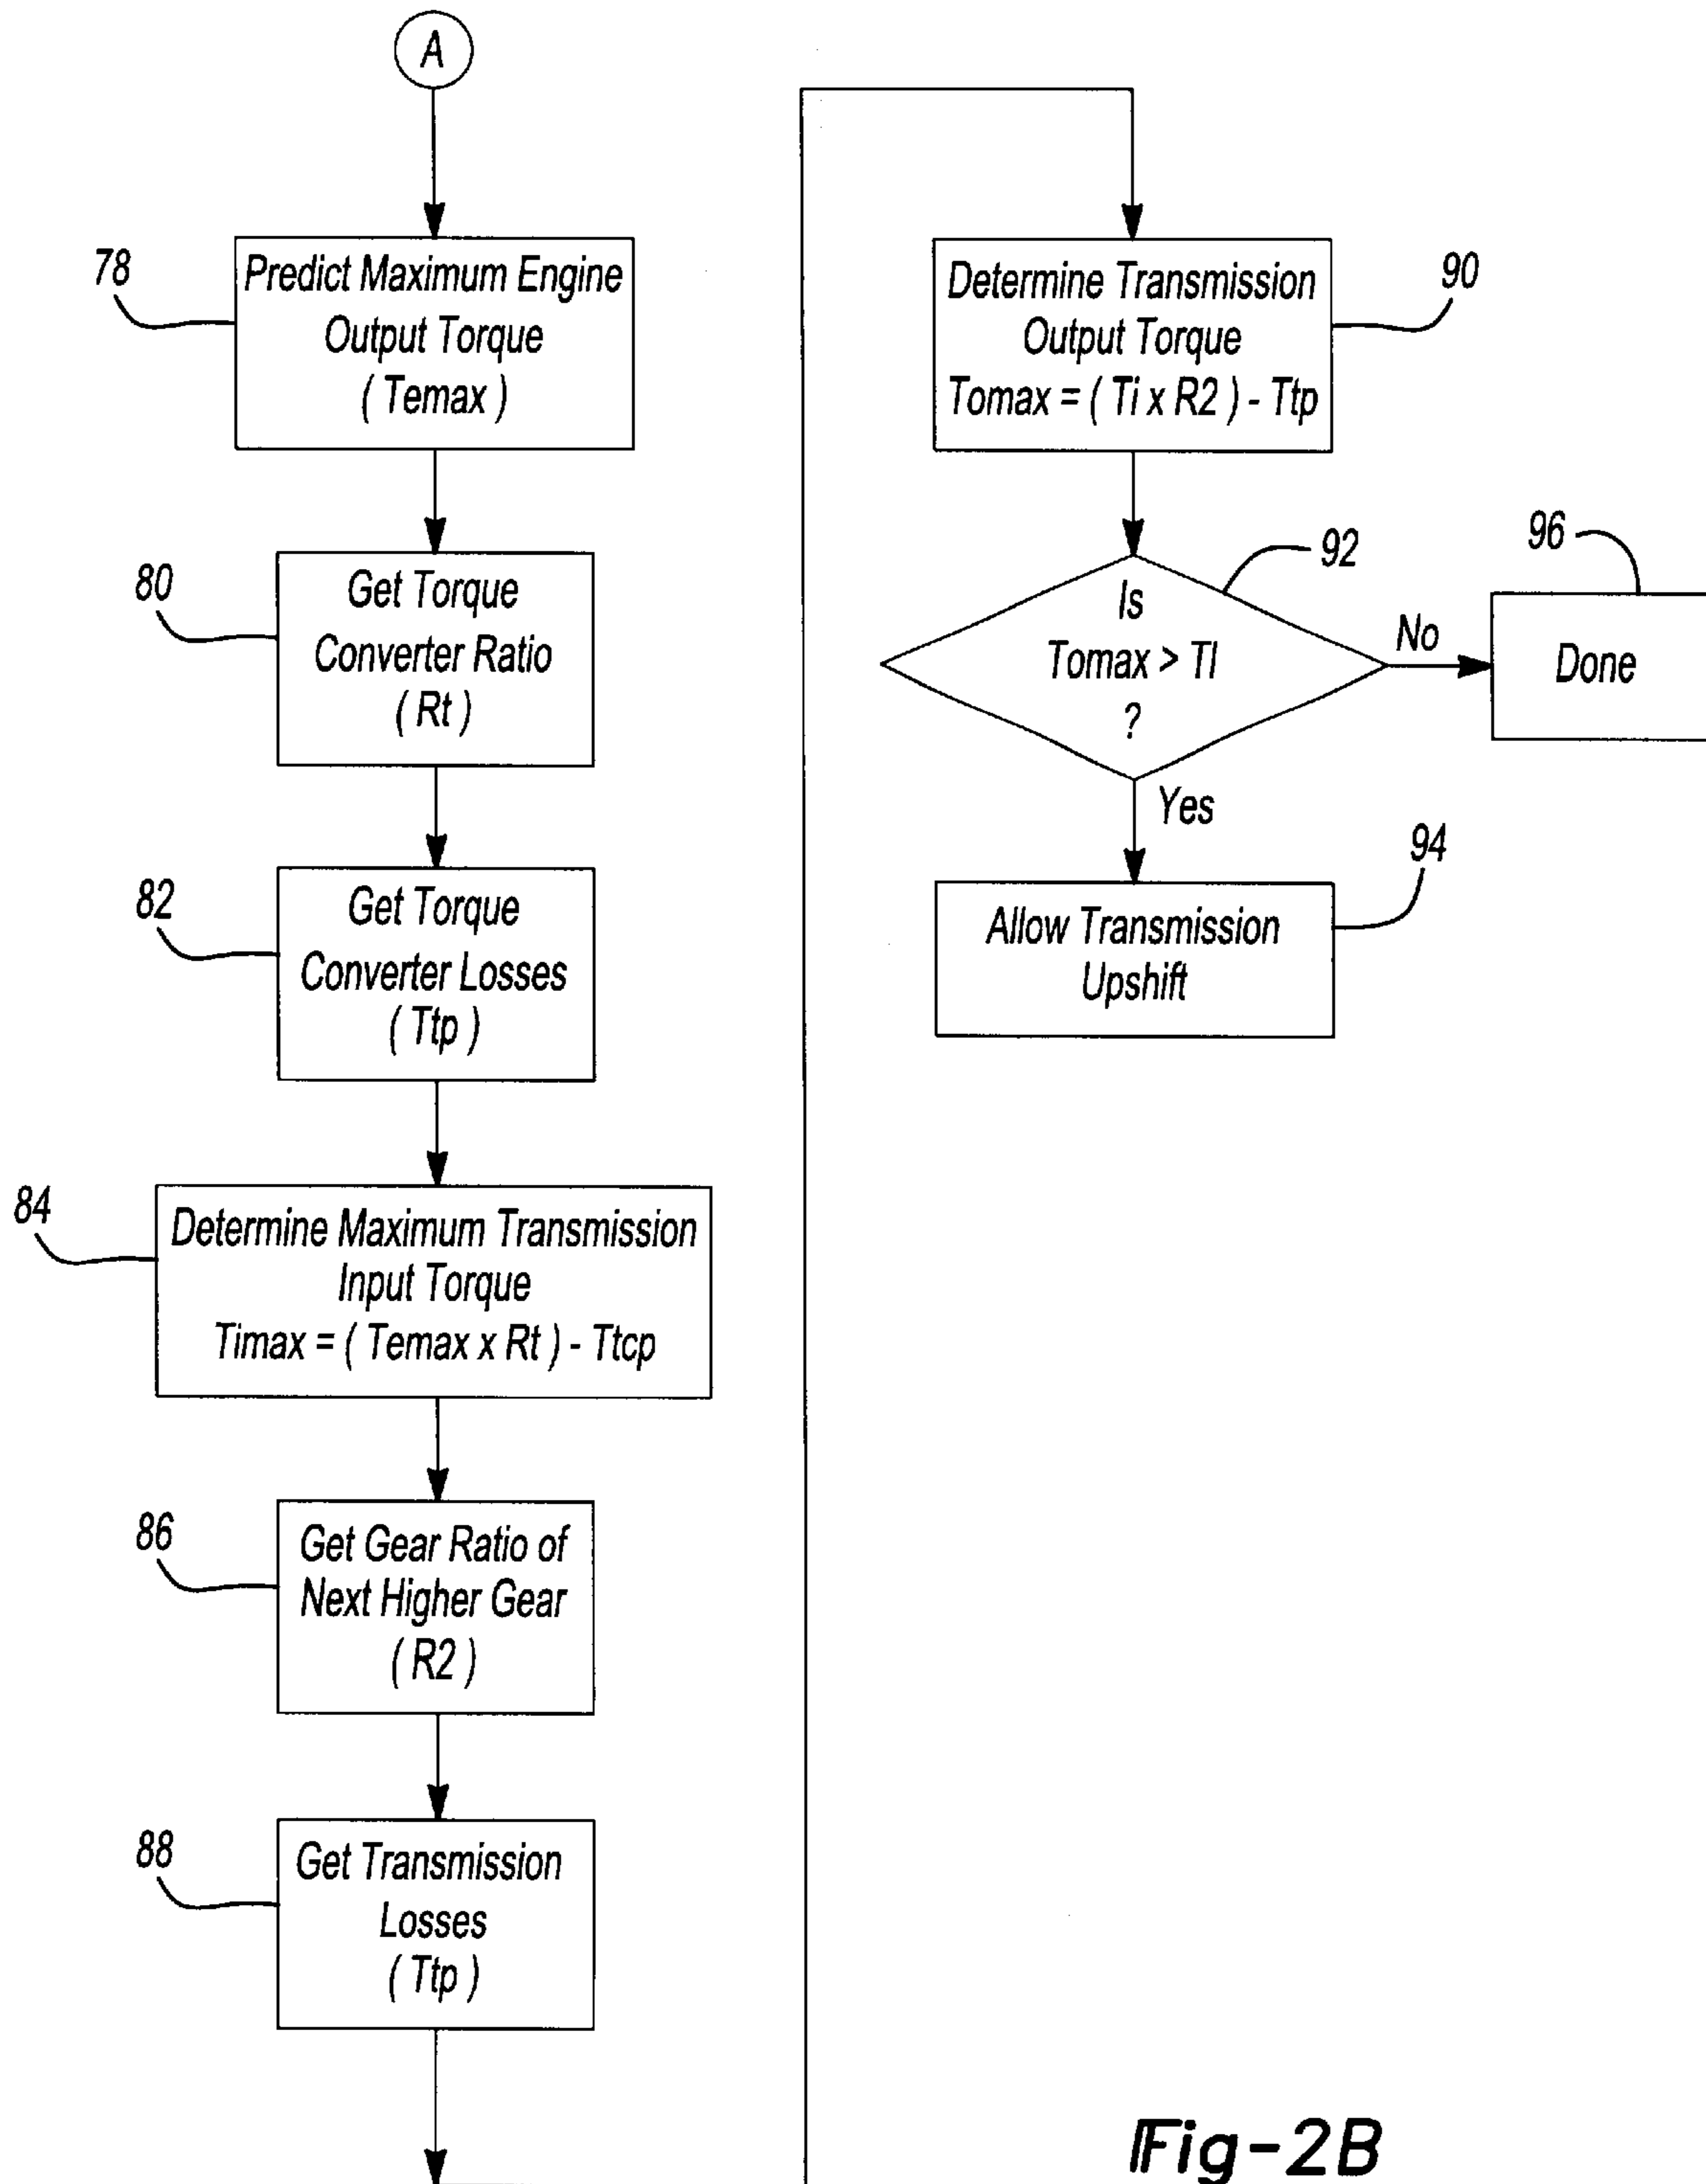 A
78
Predict Maximum Engine
Output Torque
( Temax )
80
Get Torque
Converter Ratio
( Rt )
82
Get Torque
Converter Losses
( Ttp )
84
Determine Maximum Transmission
Input Torque
Timax = ( Temax x Rt ) - Ttcp
86
Get Gear Ratio of
Next Higher Gear
( R2 )
88
Get Transmission
Losses
( Ttp )
90
Determine Transmission
Output Torque
Tomax = ( Ti x R2 ) - Ttp
92
Is
Tomax > Tl
?
No
96
Done
Yes
94
Allow Transmission
Upshift
Fig-2B